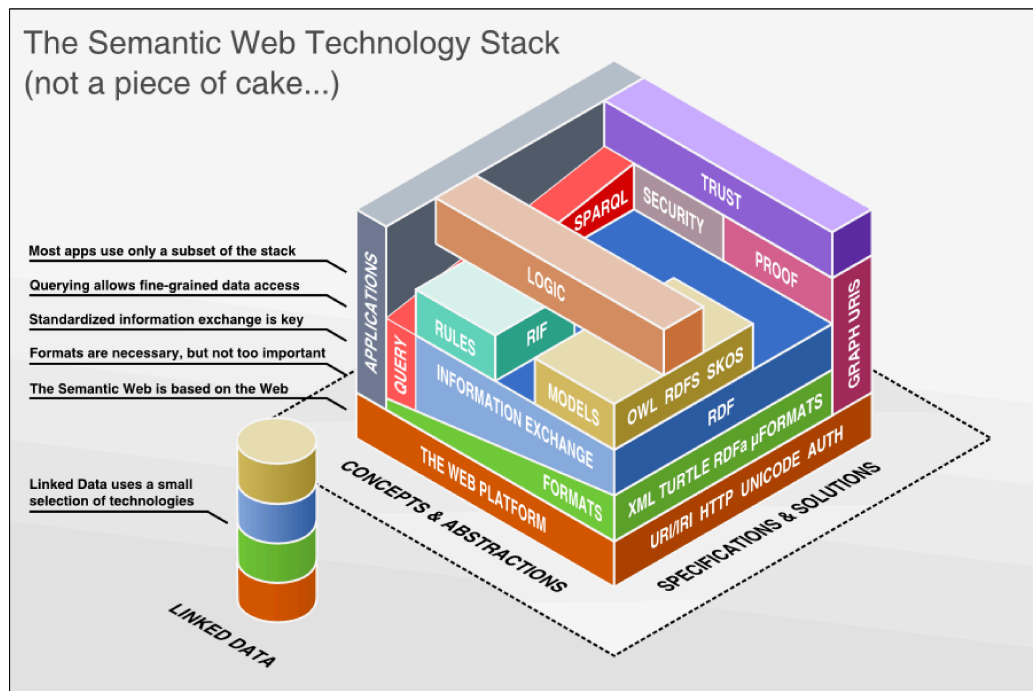 The Semantic Web Technology Stack
(not a piece of cake...)
Most apps use only a subset of the stack
Querying allows fine-grained data access
Standardized information exchange is key
Formats are necessary, but not too important
The Semantic Web is based on the Web
Linked Data uses a small
selection of technologies
LINKED DATA
APPLICATIONS
QUERY
SPARQL
SECURITY
TRUST
PROOF
LOGIC
RULES
RIF
MODELS
OWL RDFS SKOS
INFORMATION EXCHANGE
RDF
GRAPH URIS
FORMATS
XML TURTLE RDFa µFORMATS
THE WEB PLATFORM
URI/IRI HTTP UNICODE AUTH
CONCEPTS & ABSTRACTIONS
SPECIFICATIONS & SOLUTIONS